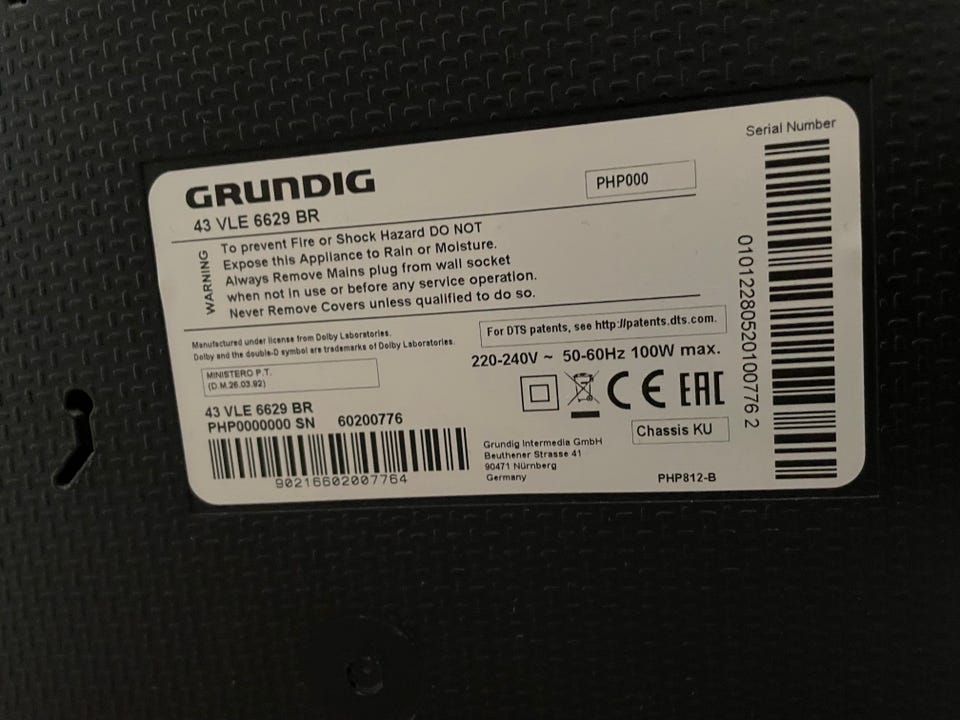 GRUNDIG
43 VLE 6629 BR
PHP000
WARNING
To prevent Fire or Shock Hazard DO NOT
Expose this Appliance to Rain or Moisture.
Always Remove Mains plug from wall socket
when not in use or before any service operation.
Never Remove Covers unless qualified to do so.
Manufactured under license from Dolby Laboratories.
Dolby and the double-D symbol are trademarks of Dolby Laboratories.
For DTS patents, see http://patents.dts.com.
MINISTERO P.T.
(D.M.26.03.92)
220-240V ~ 50-60Hz 100W max.
CE EAC
43 VLE 6629 BR
PHP0000000 SN 60200776
90216602007764
Grundig Intermedia GmbH
Beuthener Strasse 41
90471 Nürnberg
Germany
Chassis KU
PHP812-B
Serial Number
01012280520100776 2